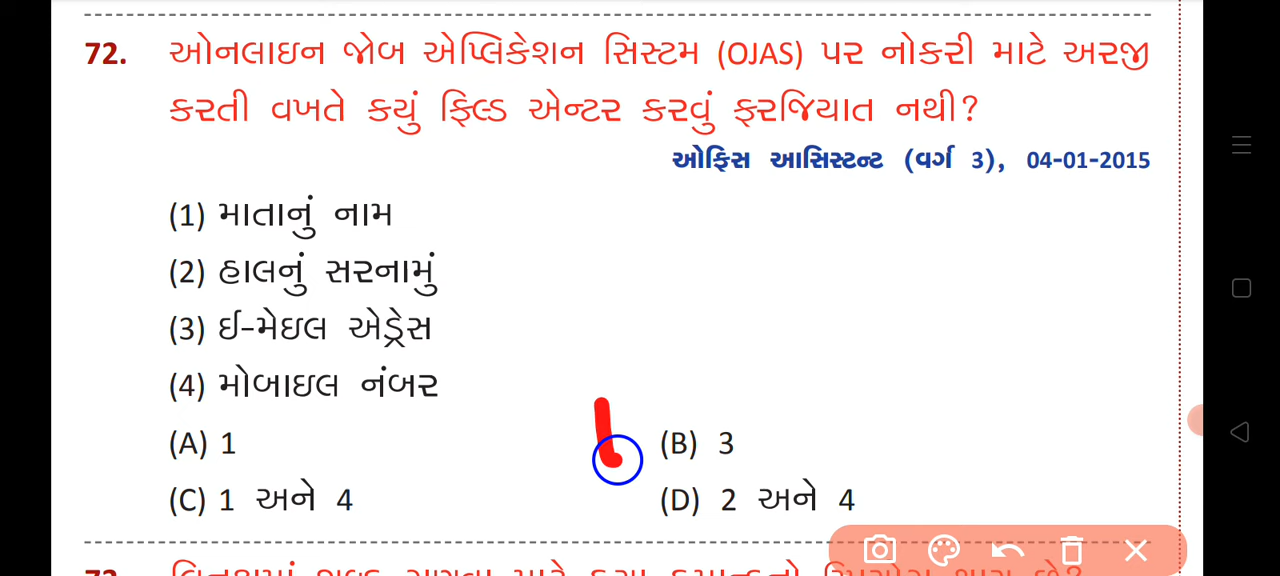 72. ઓનલાઇન જોબ એપ્લિકેશન સિસ્ટમ (OJAS) પર નોકરી માટે અરજી
કરતી વખતે કયું ફિલ્ડ એન્ટર કરવું ફરજિયાત નથી?
ઓફિસ આસિસ્ટન્ટ (વર્ગ 3), 04-01-2015
(1) માતાનું નામ
(2) હાલનું સરનામું
(3) ઈ-મેઇલ એડ્રેસ
(4) મોબાઇલ નંબર
(A) 1 (B) 3
(C) 1 અને 4 (D) 2 અને 4